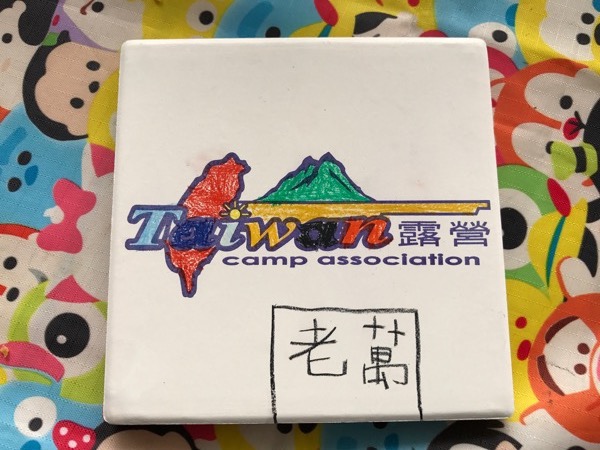 Taiwan露營
camp association
老萬